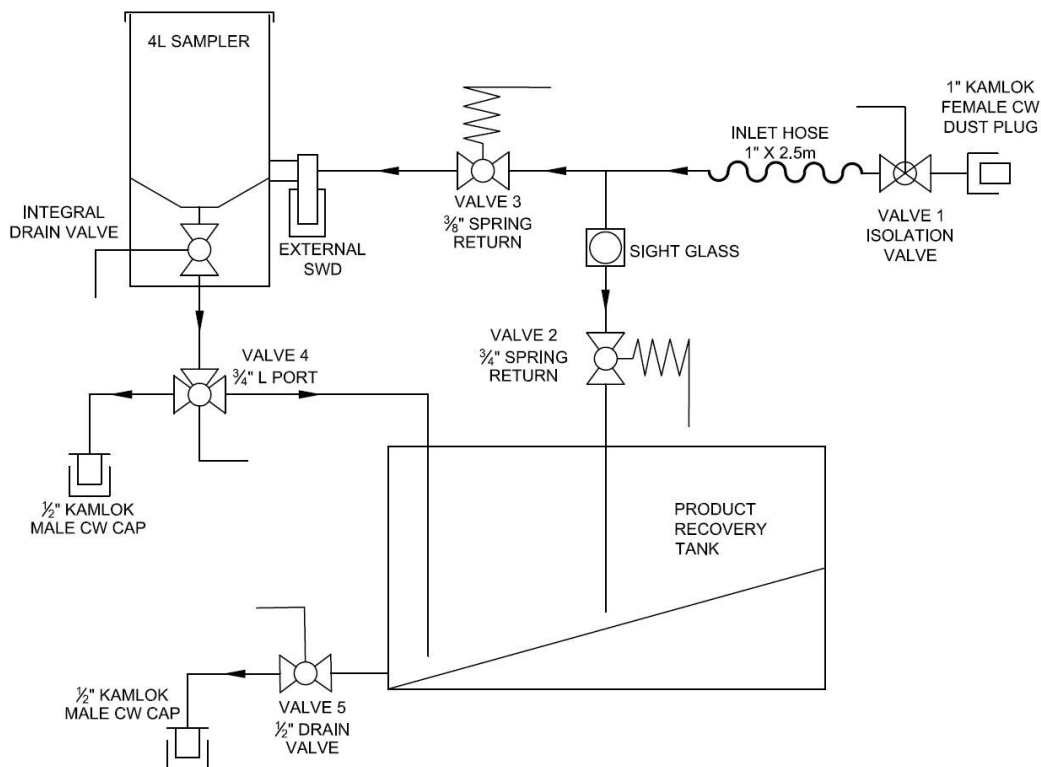 4L SAMPLER
1" KAMLOK
FEMALE CW
DUST PLUG
INLET HOSE
1" X 2.5m
VALVE 3
⅜" SPRING
RETURN
VALVE 1
ISOLATION
VALVE
INTEGRAL
DRAIN VALVE
EXTERNAL
SWD
SIGHT GLASS
VALVE 2
¾" SPRING
RETURN
VALVE 4
¾" L PORT
½" KAMLOK
MALE CW CAP
PRODUCT
RECOVERY
TANK
½" KAMLOK
MALE CW CAP
VALVE 5
½" DRAIN
VALVE